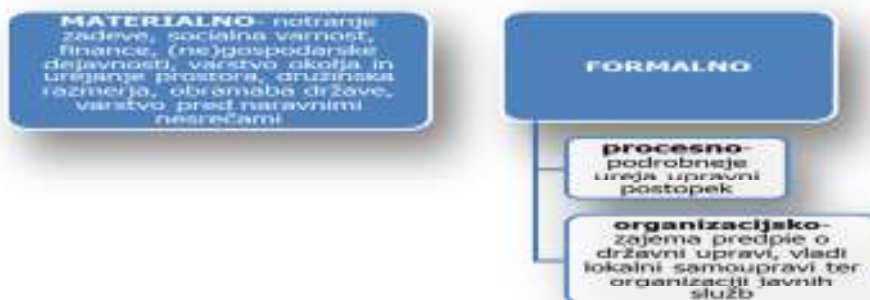 MATERIALNO- notranje
zadeve, socialna varnost,
finance, (ne)gospodarske
dejavnosti, varstvo okolja in
urejanje prostora, družinska
razmerja, obramaba države,
varstvo pred naravnimi
nesrečami
FORMALNO
procesno-
podrobneje
ureja upravni
postopek
organizacijsko-
zajema predpie o
državni upravi, vladi
lokalni samoupravi ter
organizaciji javnih
služb